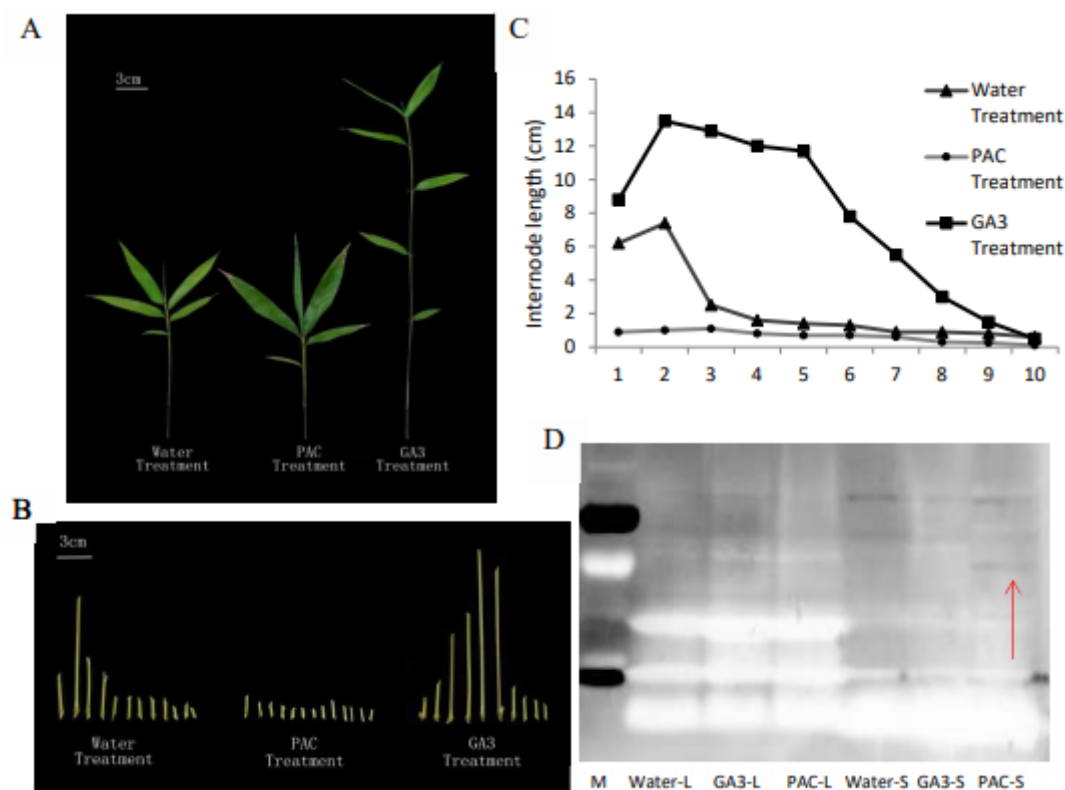 A
3cm
Water
Treatment
PAC
Treatment
GA3
Treatment
B
3cm
Water
Treatment
PAC
Treatment
GA3
Treatment
C
16
14
12
10
8
6
4
2
0
Internode length (cm)
1 2 3 4 5 6 7 8 9 10
Water
Treatment
PAC
Treatment
GA3
Treatment
D
M Water-L GA3-L PAC-L Water-S GA3-S PAC-S